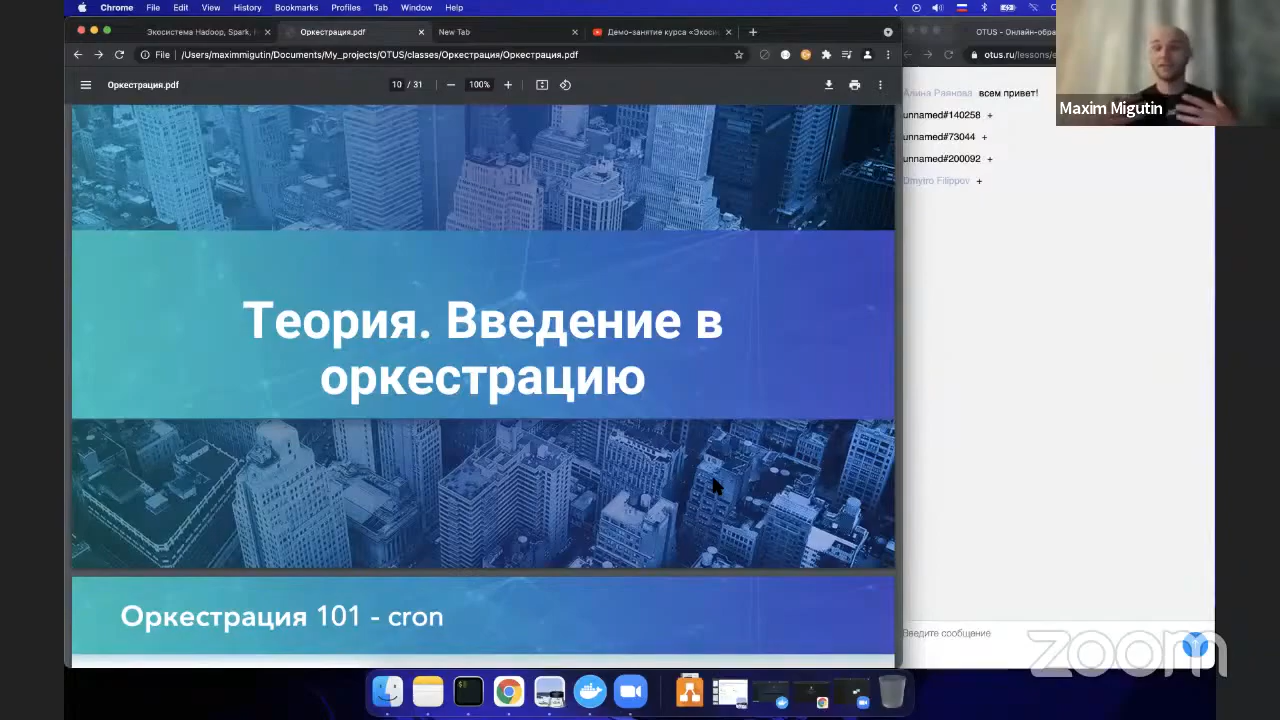 Chrome File Edit View History Bookmarks Profiles Tab Window Help
Экосистема Hadoop, Spark, H
Оркестрация.pdf
New Tab
Демо-занятие курса «Экоси
OTUS - Онлайн-обра
File /Users/maximmigutin/Documents/My_projects/OTUS/classes/Оркестрация/Оркестрация.pdf
otus.ru/lessons/e
Оркестрация.pdf
10 / 31
100%
Алина Раянова всем привет!
Maxim Migutin
unnamed#140258 +
unnamed#73044 +
unnamed#200092 +
Dmytro Filippov +
Теория. Введение в
оркестрацию
Оркестрация 101 - cron
Введите сообщение
zoom